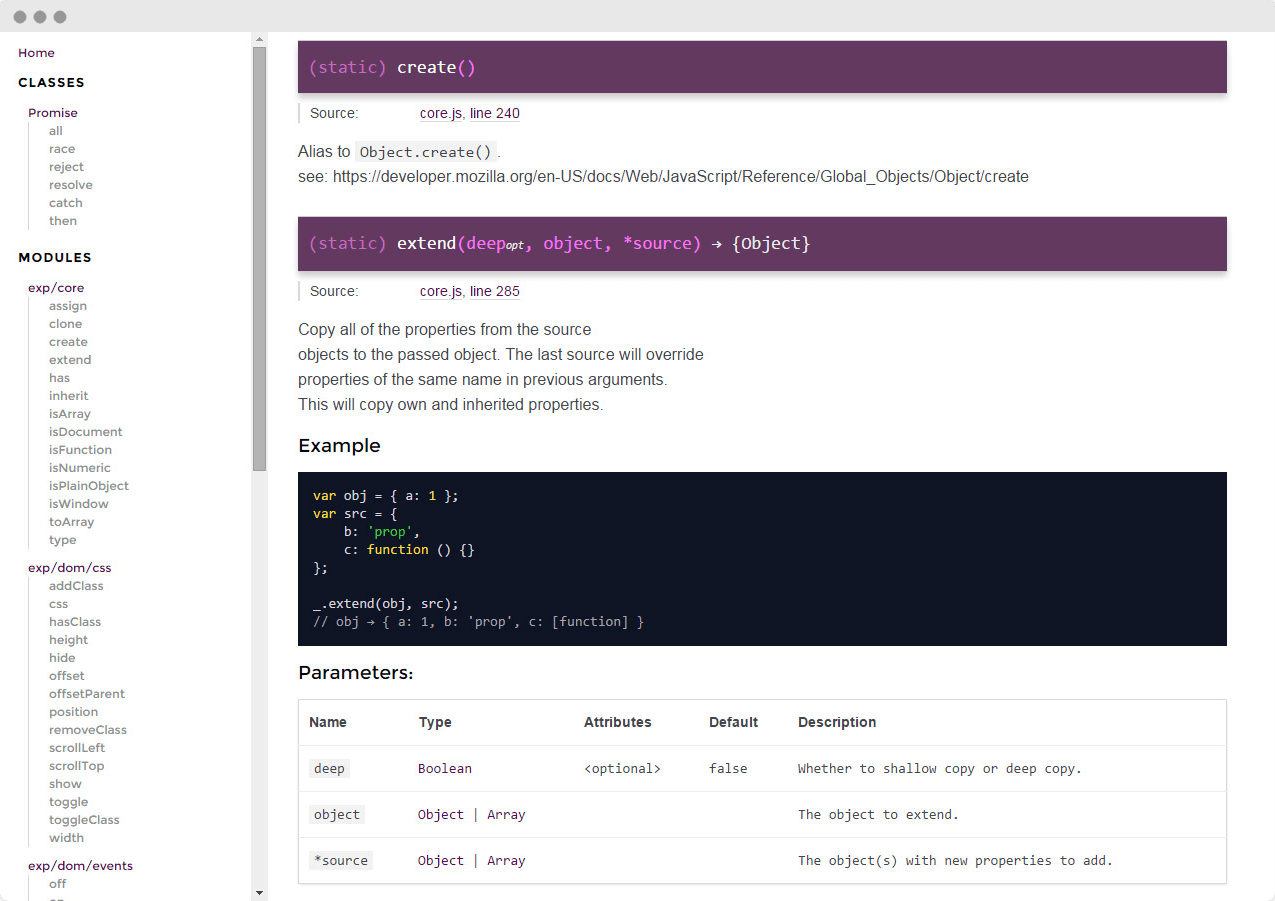 Home
CLASSES
Promise
all
race
reject
resolve
catch
then
MODULES
exp/core
assign
clone
create
extend
has
inherit
isArray
isDocument
isFunction
isNumeric
isPlainObject
isWindow
toArray
type
exp/dom/css
addClass
css
hasClass
height
hide
offset
offsetParent
position
removeClass
scrollLeft
scrollTop
show
toggle
toggleClass
width
exp/dom/events
off
(static) create()
Source: core.js, line 240
Alias to Object.create() .
see: https://developer.mozilla.org/en-US/docs/Web/JavaScript/Reference/Global_Objects/Object/create
(static) extend(deepopt, object, *source) → {Object}
Source: core.js, line 285
Copy all of the properties from the source
objects to the passed object. The last source will override
properties of the same name in previous arguments.
This will copy own and inherited properties.
Example
var obj = { a: 1 };
var src = {
    b: 'prop',
    c: function () {}
};
_.extend(obj, src);
// obj → { a: 1, b: 'prop', c: [function] }
Parameters:
Name Type Attributes Default Description
deep Boolean <optional> false Whether to shallow copy or deep copy.
object Object | Array The object to extend.
*source Object | Array The object(s) with new properties to add.